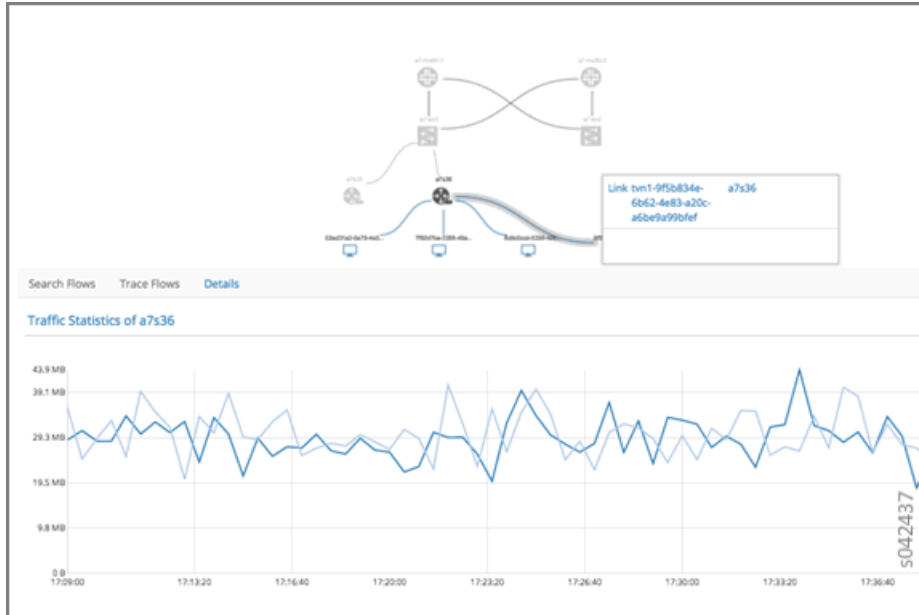 a7s36
Link tvn1-9f5b834e- a7s36
6b62-4e83-a20c-
a6be9a99bfef
Search Flows Trace Flows Details
Traffic Statistics of a7s36
43.9 MB
39.1 MB
29.3 MB
19.5 MB
9.8 MB
0 B
17:09:00 17:13:20 17:16:40 17:20:00 17:23:20 17:26:40 17:30:00 17:33:20 17:36:40
s042437